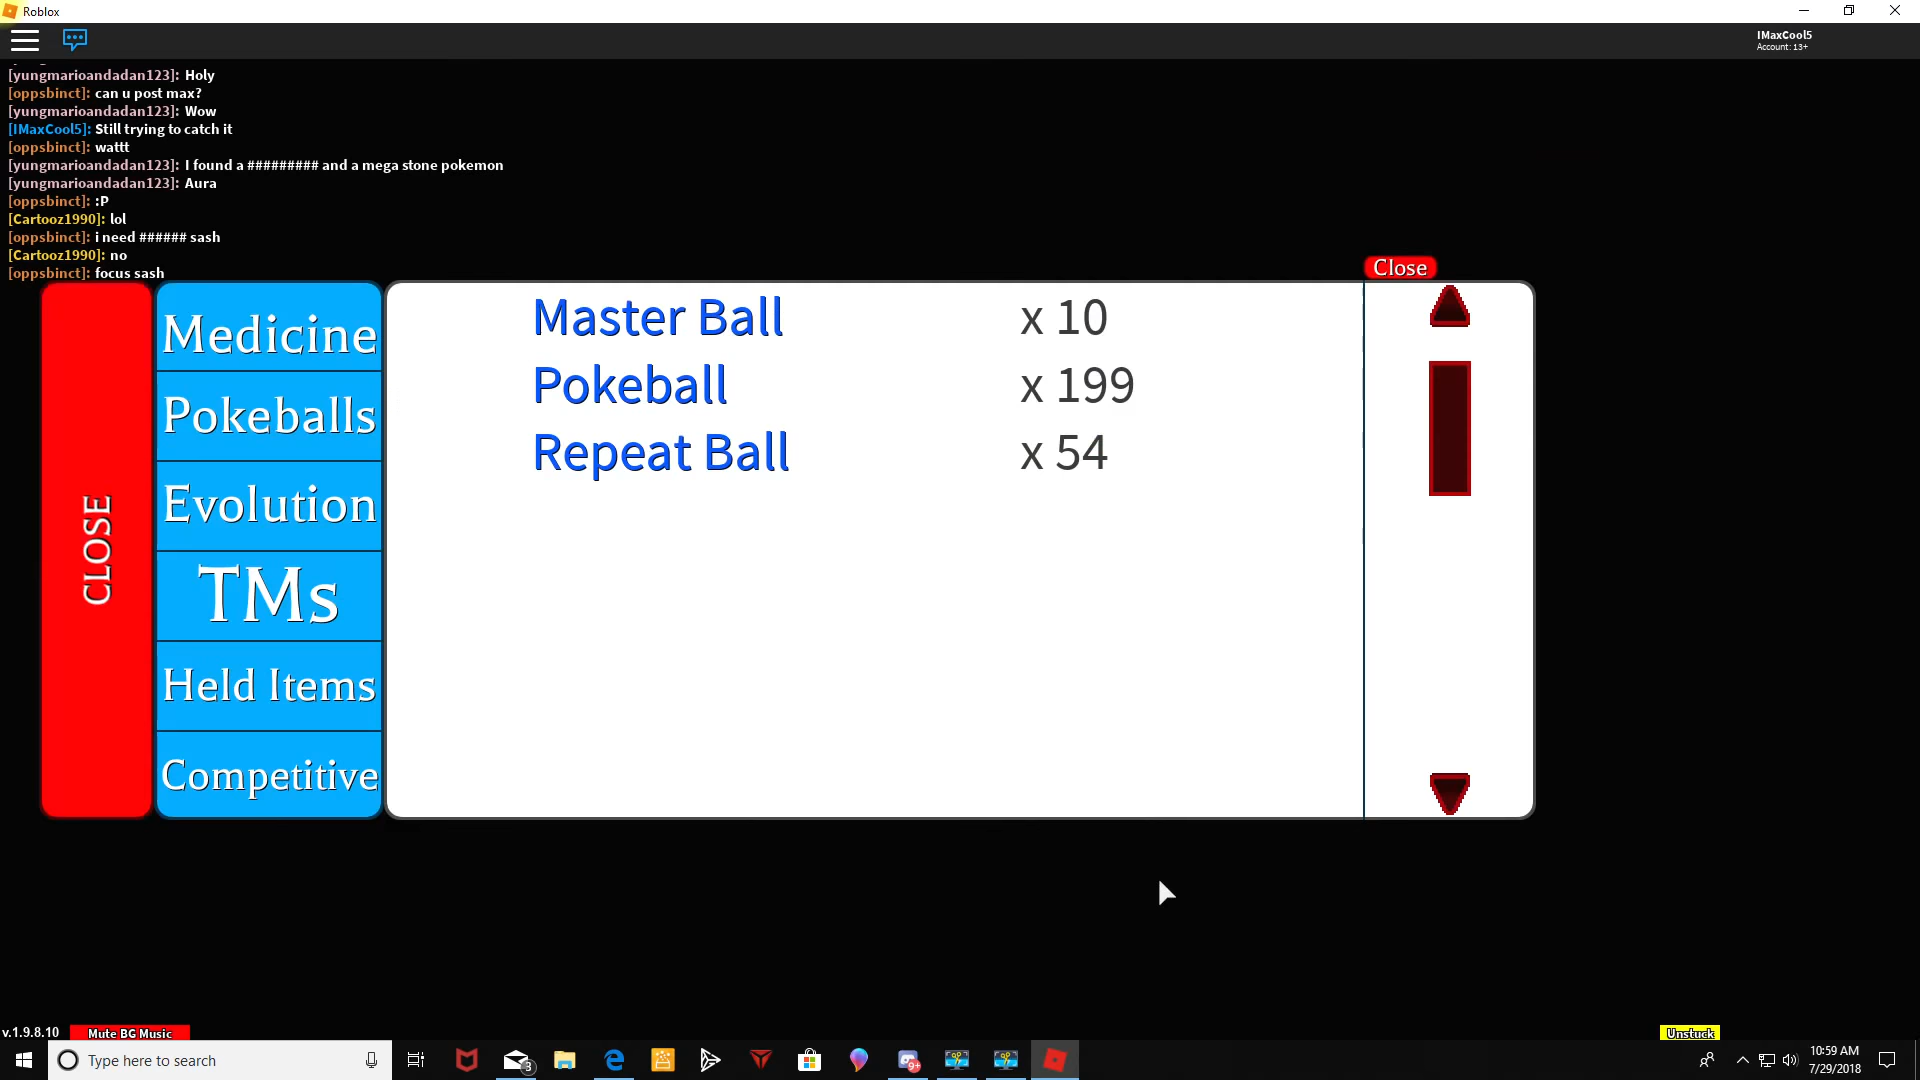 Roblox
IMaxCool5
Account: 13+
[yungmarioandadan123]: Holy
[oppsbinct]: can u post max?
[yungmarioandadan123]: Wow
[IMaxCool5]: Still trying to catch it
[oppsbinct]: wattt
[yungmarioandadan123]: I found a ######### and a mega stone pokemon
[yungmarioandadan123]: Aura
[oppsbinct]: :P
[Cartooz1990]: lol
[oppsbinct]: i need ###### sash
[Cartooz1990]: no
[oppsbinct]: focus sash
Close
CLOSE
Medicine
Pokeballs
Evolution
TMs
Held Items
Competitive
Master Ball x 10
Pokeball x 199
Repeat Ball x 54
v.1.9.8.10
Mute BG Music
Unstuck
Type here to search
3
9+
10:59 AM
7/29/2018